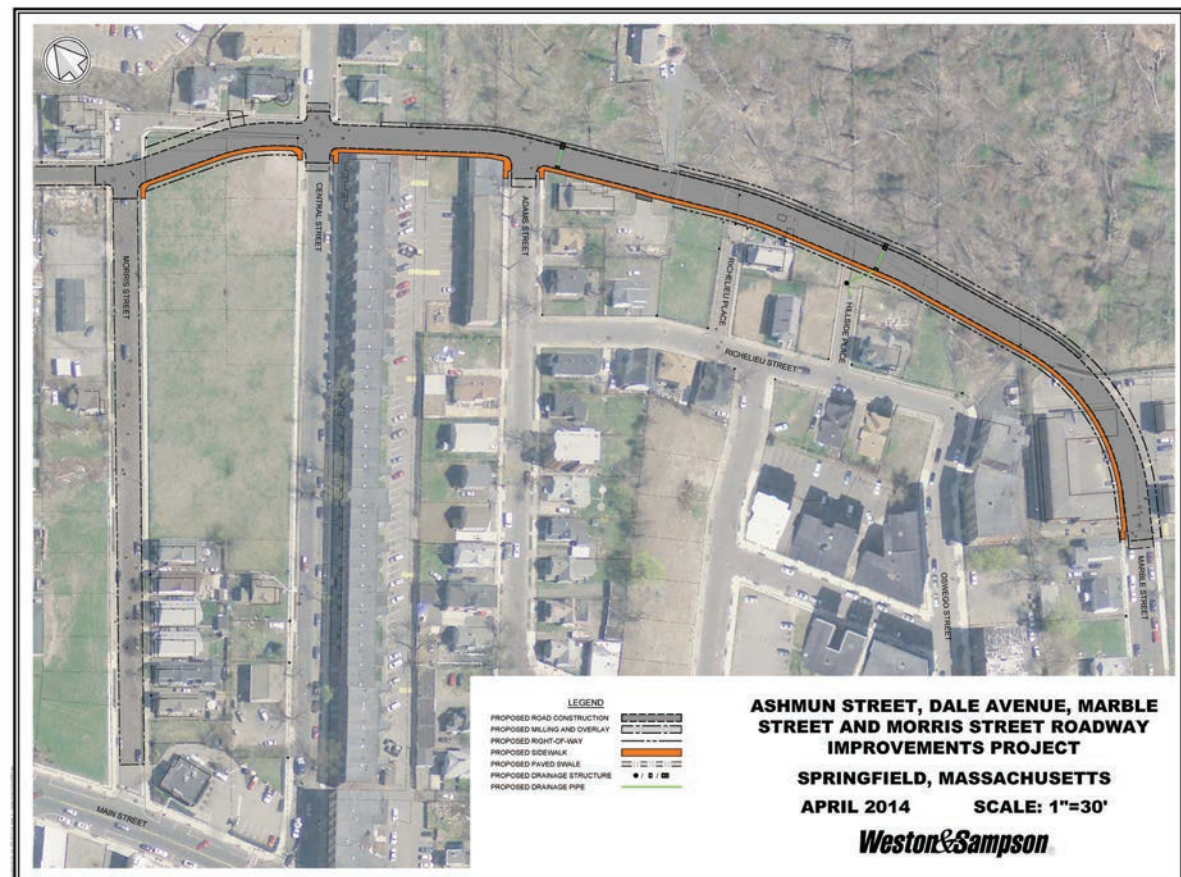 MORRIS STREET
CENTRAL STREET
ADAMS STREET
RICHELIEU PLACE
HILLSIDE PLACE
RICHELIEU STREET
OSWEGO STREET
MARBLE STREET
MAIN STREET
LEGEND
PROPOSED ROAD CONSTRUCTION
PROPOSED MILLING AND OVERLAY
PROPOSED RIGHT-OF-WAY
PROPOSED SIDEWALK
PROPOSED PAVED SWALE
PROPOSED DRAINAGE STRUCTURE
PROPOSED DRAINAGE PIPE
ASHMUN STREET, DALE AVENUE, MARBLE
STREET AND MORRIS STREET ROADWAY
IMPROVEMENTS PROJECT
SPRINGFIELD, MASSACHUSETTS
APRIL 2014 SCALE: 1"=30'
Weston&Sampson